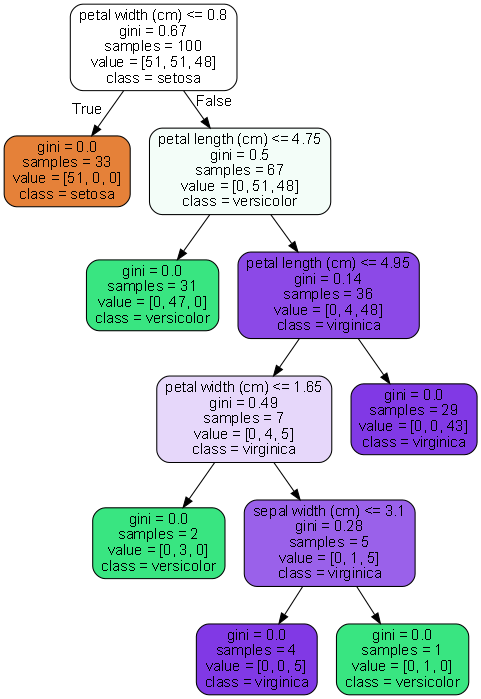 petal width (cm) <= 0.8
gini = 0.67
samples = 100
value = [51, 51, 48]
class = setosa
True
False
gini = 0.0
samples = 33
value = [51, 0, 0]
class = setosa
petal length (cm) <= 4.75
gini = 0.5
samples = 67
value = [0, 51, 48]
class = versicolor
gini = 0.0
samples = 31
value = [0, 47, 0]
class = versicolor
petal length (cm) <= 4.95
gini = 0.14
samples = 36
value = [0, 4, 48]
class = virginica
petal width (cm) <= 1.65
gini = 0.49
samples = 7
value = [0, 4, 5]
class = virginica
gini = 0.0
samples = 29
value = [0, 0, 43]
class = virginica
gini = 0.0
samples = 2
value = [0, 3, 0]
class = versicolor
sepal width (cm) <= 3.1
gini = 0.28
samples = 5
value = [0, 1, 5]
class = virginica
gini = 0.0
samples = 4
value = [0, 0, 5]
class = virginica
gini = 0.0
samples = 1
value = [0, 1, 0]
class = versicolor